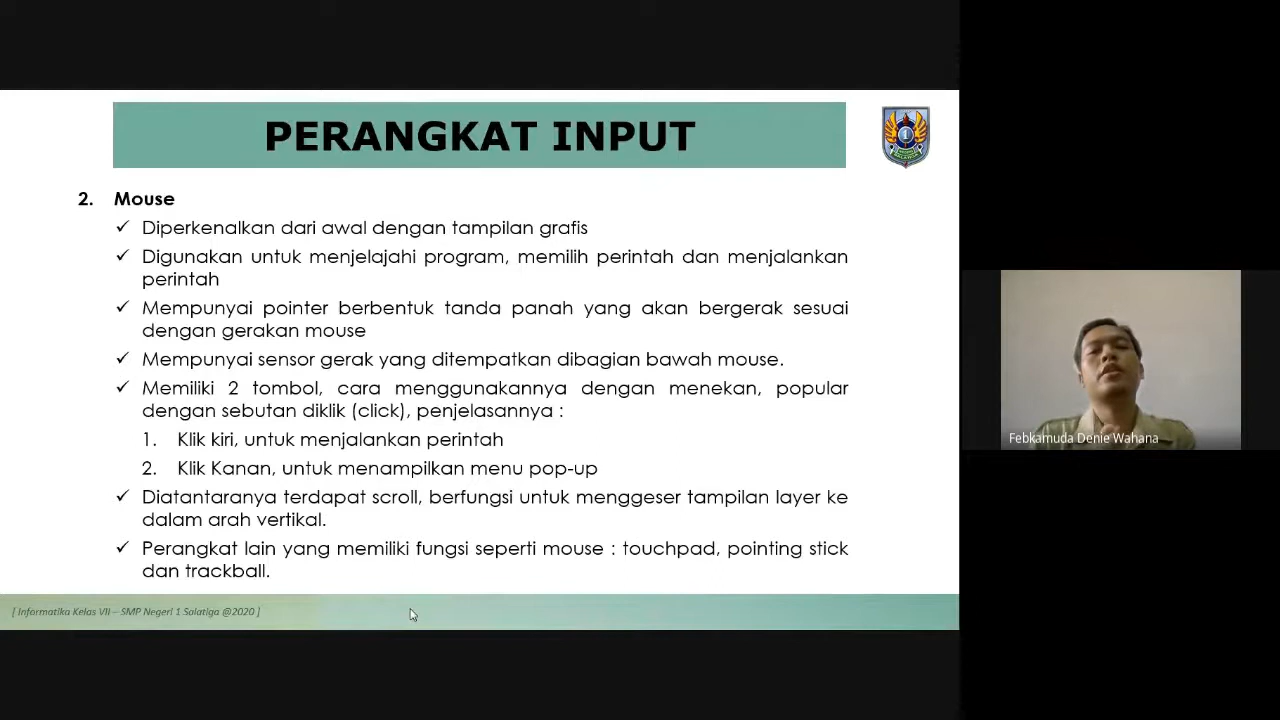 PERANGKAT INPUT
1
2. Mouse
✓ Diperkenalkan dari awal dengan tampilan grafis
✓ Digunakan untuk menjelajahi program, memilih perintah dan menjalankan
perintah
✓ Mempunyai pointer berbentuk tanda panah yang akan bergerak sesuai
dengan gerakan mouse
✓ Mempunyai sensor gerak yang ditempatkan dibagian bawah mouse.
✓ Memiliki 2 tombol, cara menggunakannya dengan menekan, popular
dengan sebutan diklik (click), penjelasannya :
1. Klik kiri, untuk menjalankan perintah
2. Klik Kanan, untuk menampilkan menu pop-up
✓ Diatantaranya terdapat scroll, berfungsi untuk menggeser tampilan layer ke
dalam arah vertikal.
✓ Perangkat lain yang memiliki fungsi seperti mouse : touchpad, pointing stick
dan trackball.
[ Informatika Kelas VII – SMP Negeri 1 Salatiga @2020 ]
Febkamuda Denie Wahana